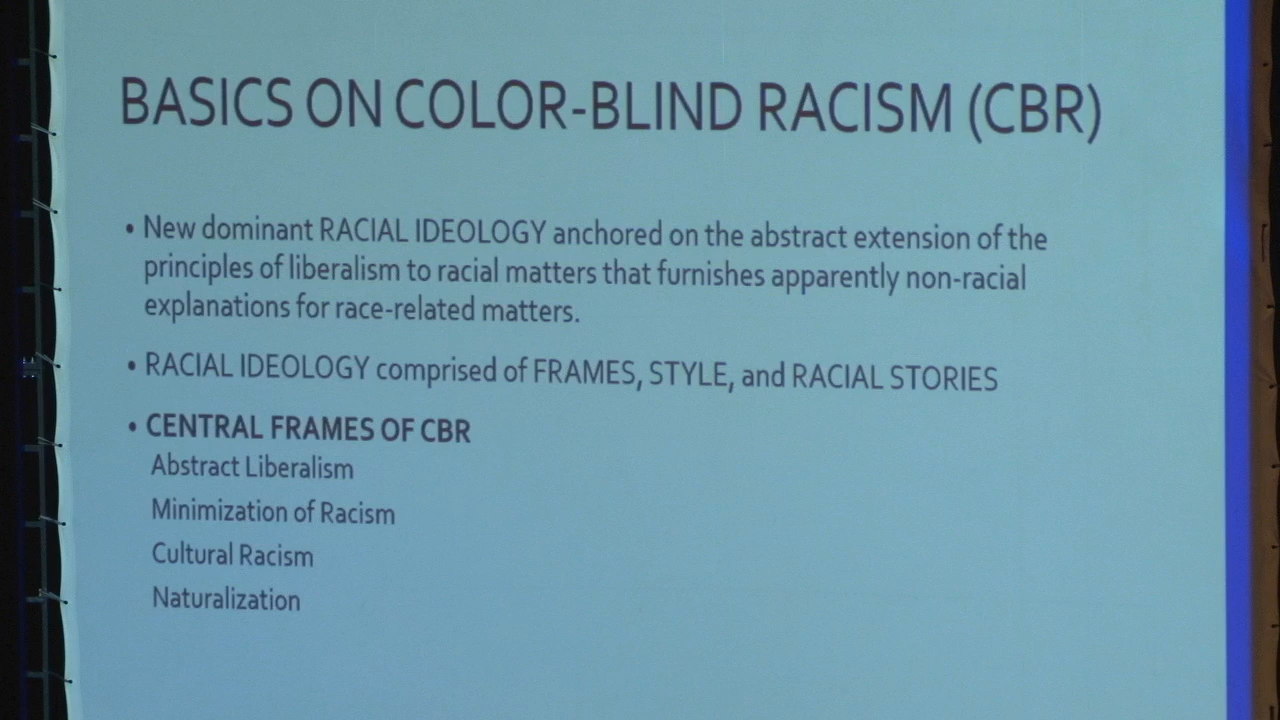 BASICS ON COLOR-BLIND RACISM (CBR)
• New dominant RACIAL IDEOLOGY anchored on the abstract extension of the
principles of liberalism to racial matters that furnishes apparently non-racial
explanations for race-related matters.
• RACIAL IDEOLOGY comprised of FRAMES, STYLE, and RACIAL STORIES
• CENTRAL FRAMES OF CBR
Abstract Liberalism
Minimization of Racism
Cultural Racism
Naturalization